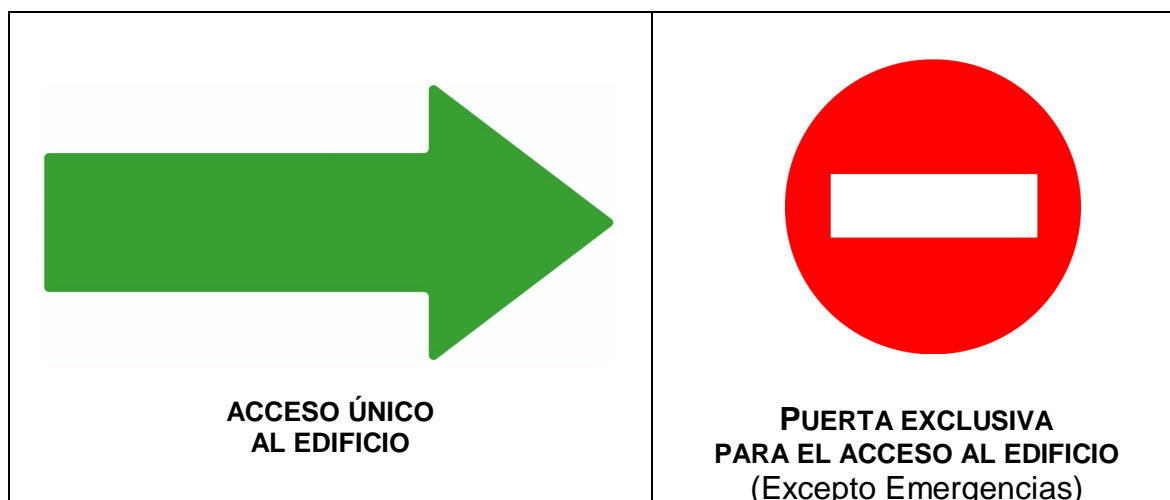 ACCESO ÚNICO
AL EDIFICIO
PUERTA EXCLUSIVA
PARA EL ACCESO AL EDIFICIO
(Excepto Emergencias)